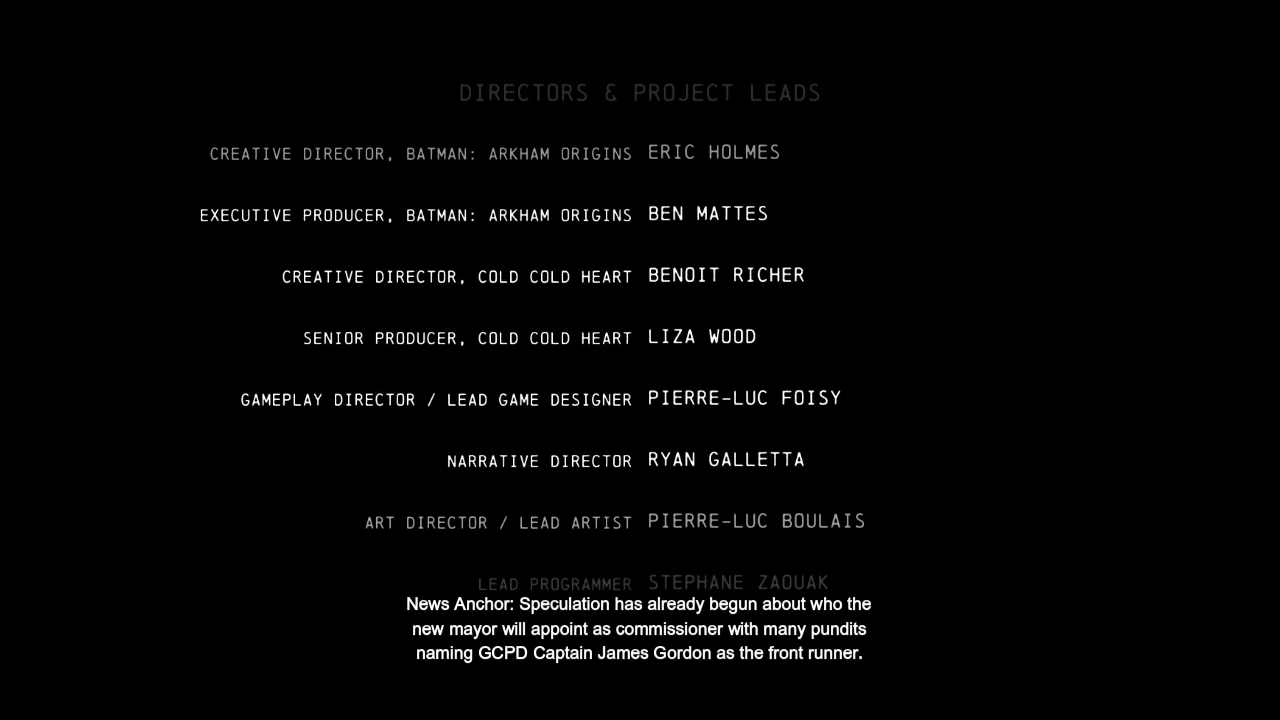 DIRECTORS & PROJECT LEADS
CREATIVE DIRECTOR, BATMAN: ARKHAM ORIGINS ERIC HOLMES
EXECUTIVE PRODUCER, BATMAN: ARKHAM ORIGINS BEN MATTES
CREATIVE DIRECTOR, COLD COLD HEART BENOIT RICHER
SENIOR PRODUCER, COLD COLD HEART LIZA WOOD
GAMEPLAY DIRECTOR / LEAD GAME DESIGNER PIERRE-LUC FOISY
NARRATIVE DIRECTOR RYAN GALLETTA
ART DIRECTOR / LEAD ARTIST PIERRE-LUC BOULAIS
LEAD PROGRAMMER STEPHANE ZAOUAK
News Anchor: Speculation has already begun about who the
new mayor will appoint as commissioner with many pundits
naming GCPD Captain James Gordon as the front runner.